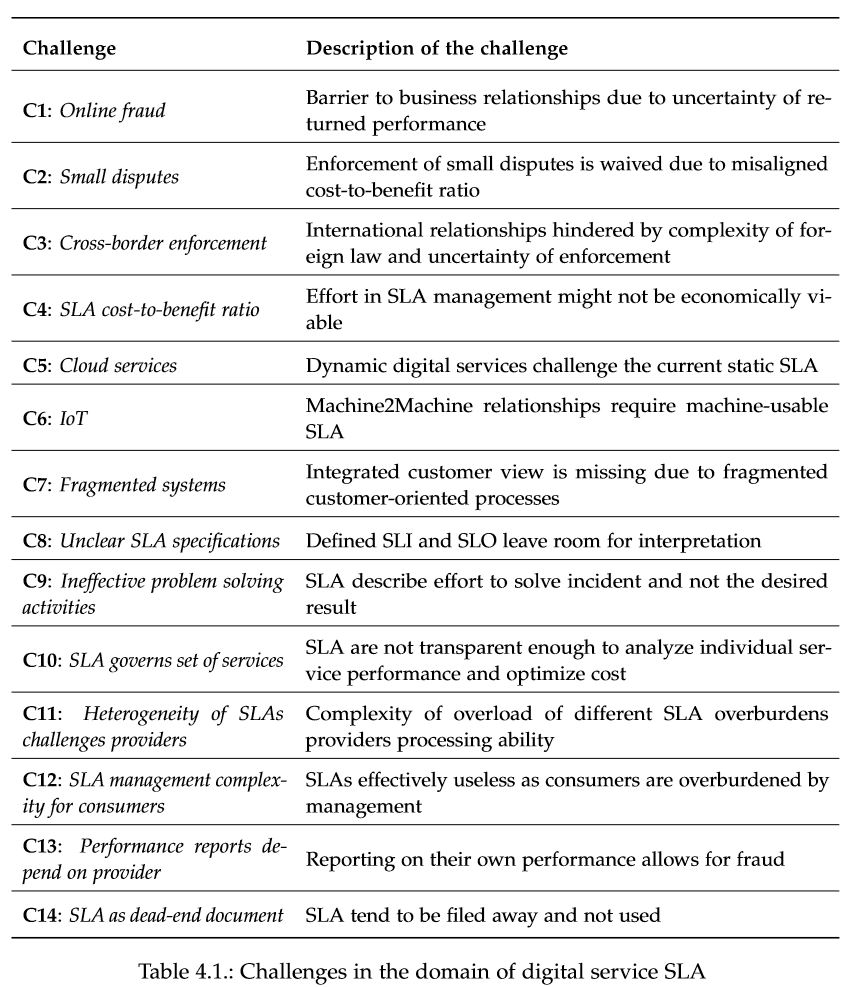 Challenge Description of the challenge
C1: Online fraud Barrier to business relationships due to uncertainty of re-
turned performance
C2: Small disputes Enforcement of small disputes is waived due to misaligned
cost-to-benefit ratio
C3: Cross-border enforcement International relationships hindered by complexity of for-
eign law and uncertainty of enforcement
C4: SLA cost-to-benefit ratio Effort in SLA management might not be economically vi-
able
C5: Cloud services Dynamic digital services challenge the current static SLA
C6: IoT Machine2Machine relationships require machine-usable
SLA
C7: Fragmented systems Integrated customer view is missing due to fragmented
customer-oriented processes
C8: Unclear SLA specifications Defined SLI and SLO leave room for interpretation
C9: Ineffective problem solving SLA describe effort to solve incident and not the desired
activities result
C10: SLA governs set of services SLA are not transparent enough to analyze individual ser-
vice performance and optimize cost
C11: Heterogeneity of SLAs Complexity of overload of different SLA overburdens
challenges providers providers processing ability
C12: SLA management complex- SLAs effectively useless as consumers are overburdened by
ity for consumers management
C13: Performance reports de-
pend on provider Reporting on their own performance allows for fraud
C14: SLA as dead-end document SLA tend to be filed away and not used
Table 4.1.: Challenges in the domain of digital service SLA